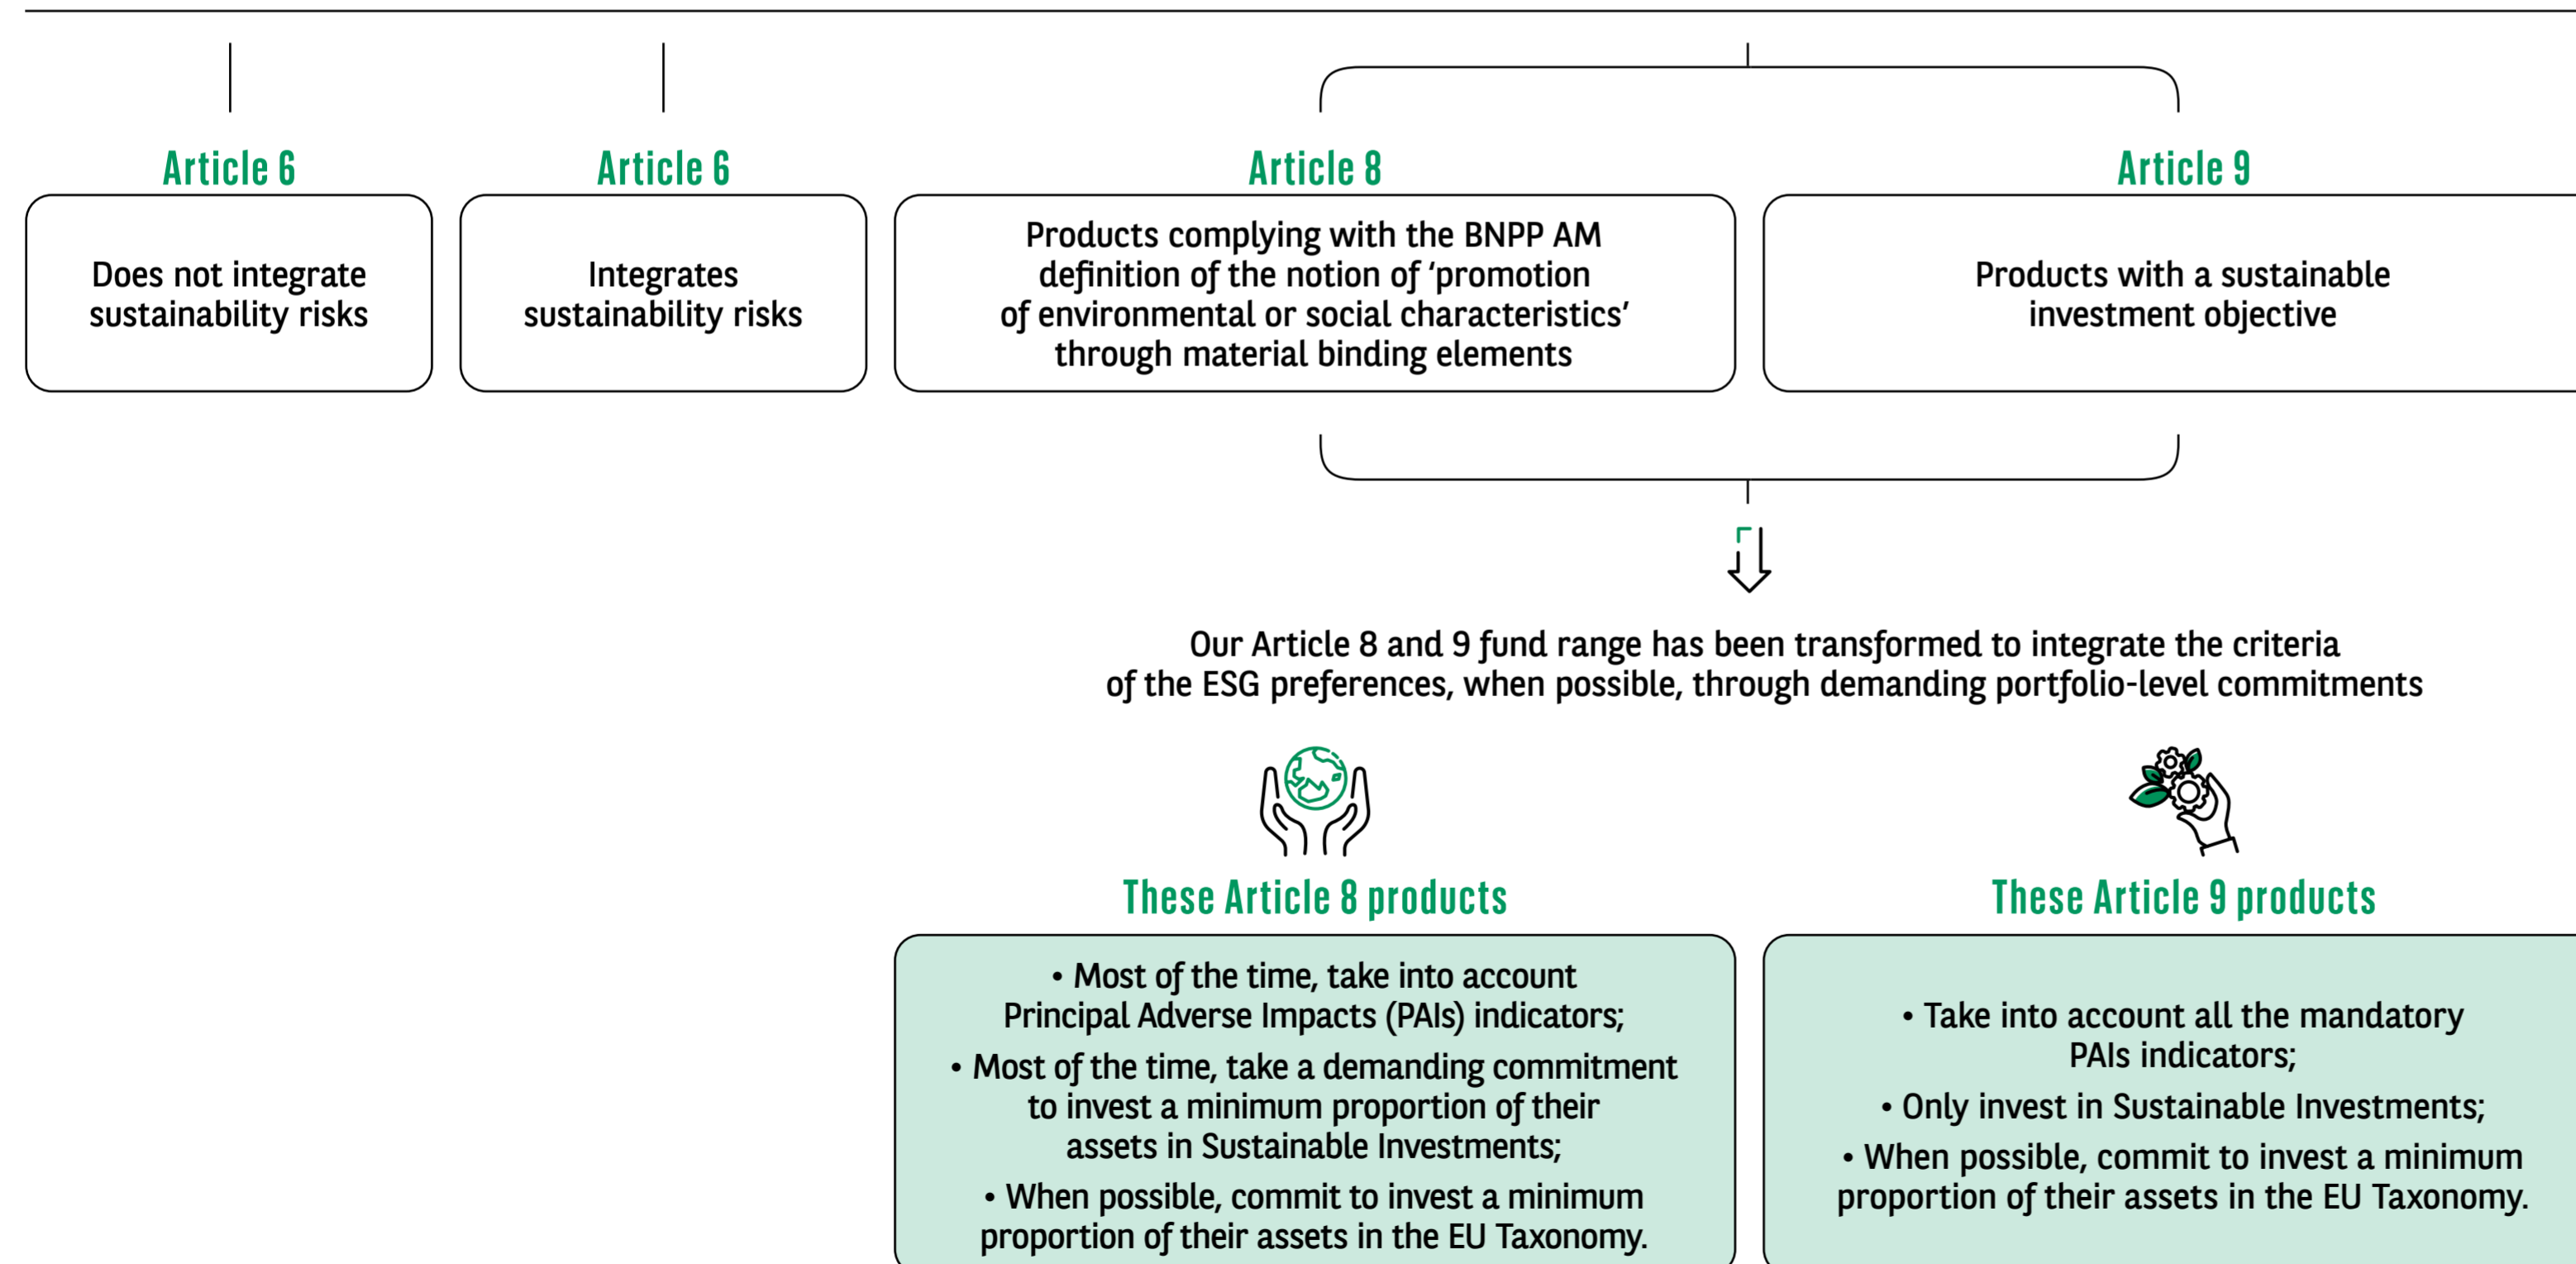 Article 6
Does not integrate
sustainability risks
Article 6
Integrates
sustainability risks
Article 8
Products complying with the BNPP AM
definition of the notion of ‘promotion
of environmental or social characteristics’
through material binding elements
Article 9
Products with a sustainable
investment objective
Our Article 8 and 9 fund range has been transformed to integrate the criteria
of the ESG preferences, when possible, through demanding portfolio-level commitments
These Article 8 products
• Most of the time, take into account
Principal Adverse Impacts (PAIs) indicators;
• Most of the time, take a demanding commitment
to invest a minimum proportion of their
assets in Sustainable Investments;
• When possible, commit to invest a minimum
proportion of their assets in the EU Taxonomy.
These Article 9 products
• Take into account all the mandatory
PAIs indicators;
• Only invest in Sustainable Investments;
• When possible, commit to invest a minimum
proportion of their assets in the EU Taxonomy.